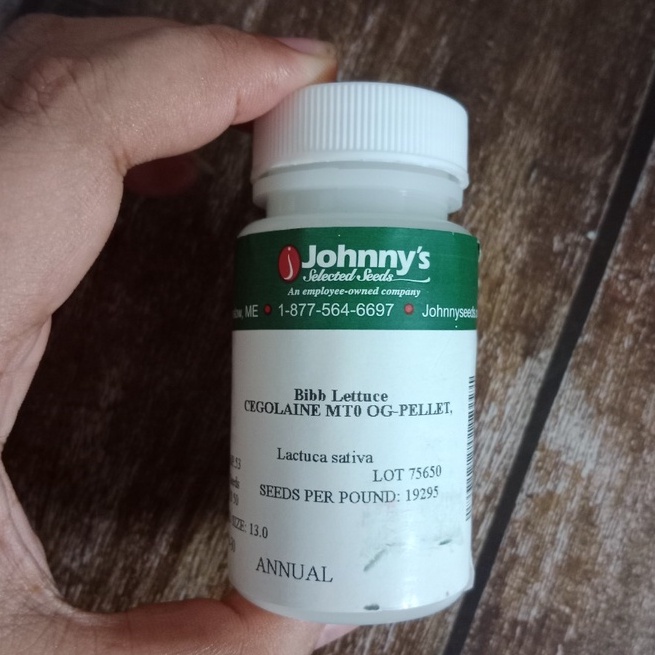 Johnny's
Selected Seeds
An employee-owned company
ME • 1-877-564-6697 • Johnnyseeds
Bibb Lettuce
CEGOLAINE MT0 OG-PELLET,
Lactuca sativa
LOT 75650
SEEDS PER POUND: 19295
SIZE: 13.0
ANNUAL